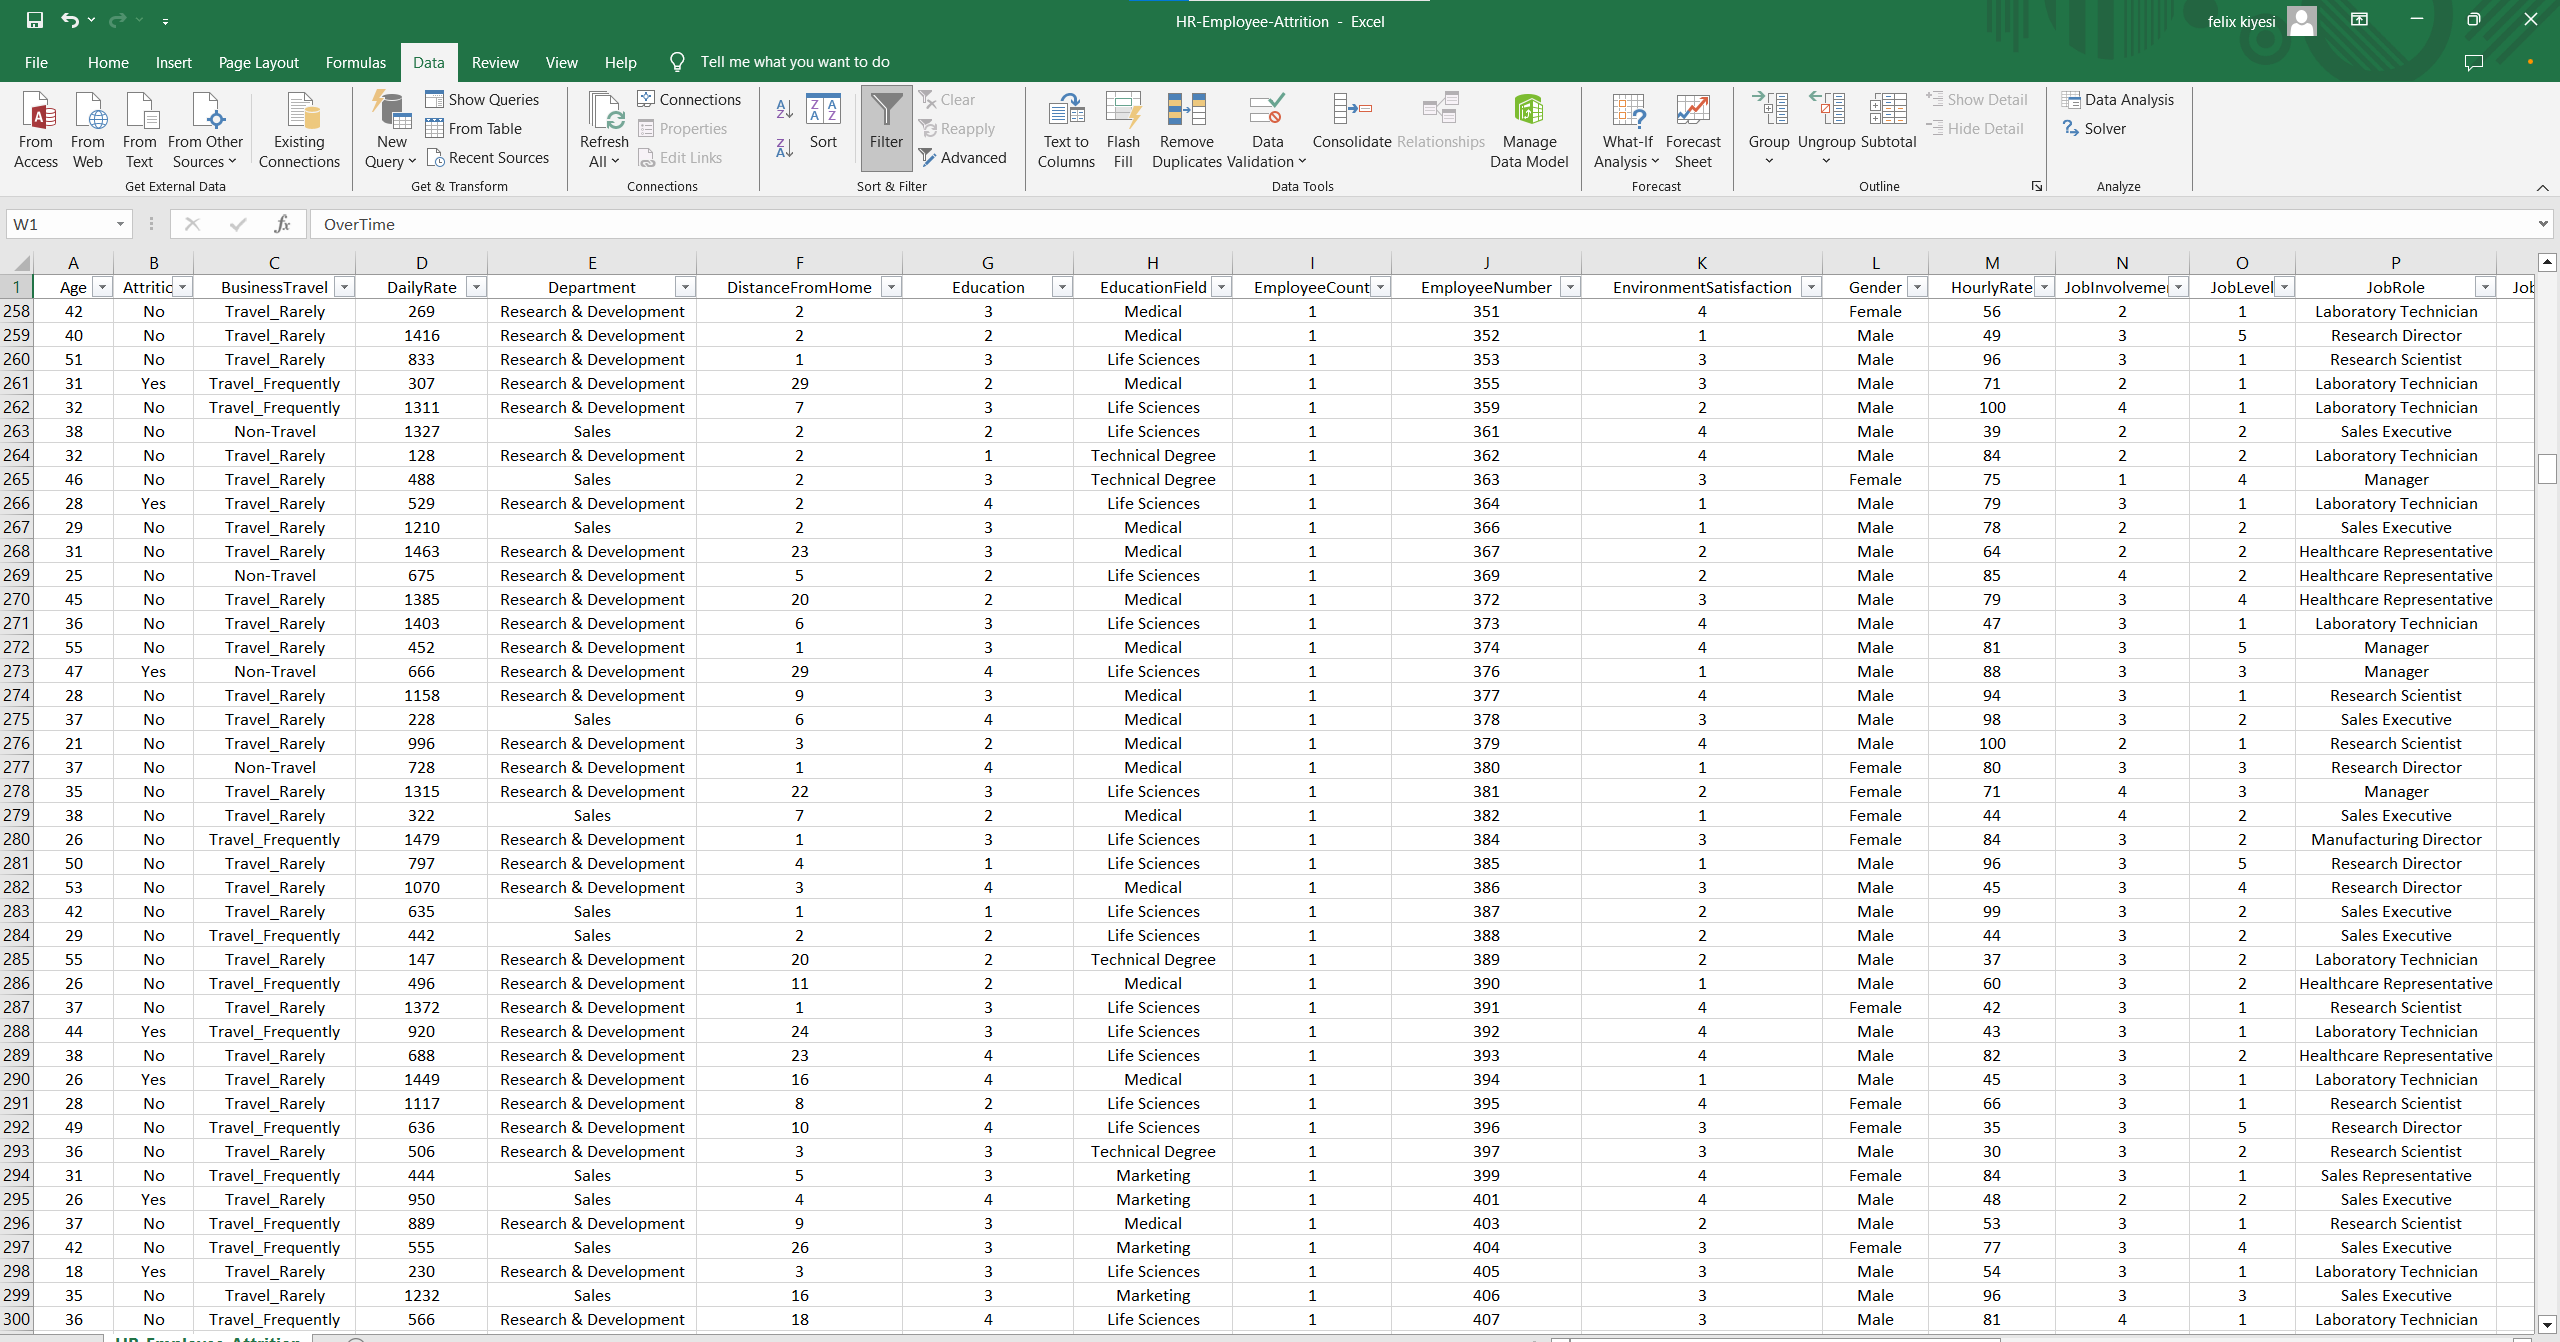 HR-Employee-Attrition - Excel
felix kiyesi
File Home Insert Page Layout Formulas Data Review View Help Tell me what you want to do
From Access
From Web
From Text
From Other Sources
Existing Connections
Get External Data
New Query
Show Queries
From Table
Recent Sources
Get & Transform
Refresh All
Connections
Properties
Edit Links
Connections
Sort
Filter
Clear
Reapply
Advanced
Sort & Filter
Text to Columns
Flash Fill
Remove Duplicates
Data Validation
Consolidate
Relationships
Manage Data Model
Data Tools
What-If Analysis
Forecast Sheet
Forecast
Group
Ungroup
Subtotal
Show Detail
Hide Detail
Outline
Data Analysis
Solver
Analyze
W1 fx OverTime
A B C D E F G H I J K L M N O P
1 Age Attritic BusinessTravel DailyRate Department DistanceFromHome Education EducationField EmployeeCount EmployeeNumber EnvironmentSatisfaction Gender HourlyRate JobInvolveme JobLevel JobRole Job
258 42 No Travel_Rarely 269 Research & Development 2 3 Medical 1 351 4 Female 56 2 1 Laboratory Technician
259 40 No Travel_Rarely 1416 Research & Development 2 2 Medical 1 352 1 Male 49 3 5 Research Director
260 51 No Travel_Rarely 833 Research & Development 1 3 Life Sciences 1 353 3 Male 96 3 1 Research Scientist
261 31 Yes Travel_Frequently 307 Research & Development 29 2 Medical 1 355 3 Male 71 2 1 Laboratory Technician
262 32 No Travel_Frequently 1311 Research & Development 7 3 Life Sciences 1 359 2 Male 100 4 1 Laboratory Technician
263 38 No Non-Travel 1327 Sales 2 2 Life Sciences 1 361 4 Male 39 2 2 Sales Executive
264 32 No Travel_Rarely 128 Research & Development 2 1 Technical Degree 1 362 4 Male 84 2 2 Laboratory Technician
265 46 No Travel_Rarely 488 Sales 2 3 Technical Degree 1 363 3 Female 75 1 4 Manager
266 28 Yes Travel_Rarely 529 Research & Development 2 4 Life Sciences 1 364 1 Male 79 3 1 Laboratory Technician
267 29 No Travel_Rarely 1210 Sales 2 3 Medical 1 366 1 Male 78 2 2 Sales Executive
268 31 No Travel_Rarely 1463 Research & Development 23 3 Medical 1 367 2 Male 64 2 2 Healthcare Representative
269 25 No Non-Travel 675 Research & Development 5 2 Life Sciences 1 369 2 Male 85 4 2 Healthcare Representative
270 45 No Travel_Rarely 1385 Research & Development 20 2 Medical 1 372 3 Male 79 3 4 Healthcare Representative
271 36 No Travel_Rarely 1403 Research & Development 6 3 Life Sciences 1 373 4 Male 47 3 1 Laboratory Technician
272 55 No Travel_Rarely 452 Research & Development 1 3 Medical 1 374 4 Male 81 3 5 Manager
273 47 Yes Non-Travel 666 Research & Development 29 4 Life Sciences 1 376 1 Male 88 3 3 Manager
274 28 No Travel_Rarely 1158 Research & Development 9 3 Medical 1 377 4 Male 94 3 1 Research Scientist
275 37 No Travel_Rarely 228 Sales 6 4 Medical 1 378 3 Male 98 3 2 Sales Executive
276 21 No Travel_Rarely 996 Research & Development 3 2 Medical 1 379 4 Male 100 2 1 Research Scientist
277 37 No Non-Travel 728 Research & Development 1 4 Medical 1 380 1 Female 80 3 3 Research Director
278 35 No Travel_Rarely 1315 Research & Development 22 3 Life Sciences 1 381 2 Female 71 4 3 Manager
279 38 No Travel_Rarely 322 Sales 7 2 Medical 1 382 1 Female 44 4 2 Sales Executive
280 26 No Travel_Frequently 1479 Research & Development 1 3 Life Sciences 1 384 3 Female 84 3 2 Manufacturing Director
281 50 No Travel_Rarely 797 Research & Development 4 1 Life Sciences 1 385 1 Male 96 3 5 Research Director
282 53 No Travel_Rarely 1070 Research & Development 3 4 Medical 1 386 3 Male 45 3 4 Research Director
283 42 No Travel_Rarely 635 Sales 1 1 Life Sciences 1 387 2 Male 99 3 2 Sales Executive
284 29 No Travel_Frequently 442 Sales 2 2 Life Sciences 1 388 2 Male 44 3 2 Sales Executive
285 55 No Travel_Rarely 147 Research & Development 20 2 Technical Degree 1 389 2 Male 37 3 2 Laboratory Technician
286 26 No Travel_Frequently 496 Research & Development 11 2 Medical 1 390 1 Male 60 3 2 Healthcare Representative
287 37 No Travel_Rarely 1372 Research & Development 1 3 Life Sciences 1 391 4 Female 42 3 1 Research Scientist
288 44 Yes Travel_Frequently 920 Research & Development 24 3 Life Sciences 1 392 4 Male 43 3 1 Laboratory Technician
289 38 No Travel_Rarely 688 Research & Development 23 4 Life Sciences 1 393 4 Male 82 3 2 Healthcare Representative
290 26 Yes Travel_Rarely 1449 Research & Development 16 4 Medical 1 394 1 Male 45 3 1 Laboratory Technician
291 28 No Travel_Rarely 1117 Research & Development 8 2 Life Sciences 1 395 4 Female 66 3 1 Research Scientist
292 49 No Travel_Frequently 636 Research & Development 10 4 Life Sciences 1 396 3 Female 35 3 5 Research Director
293 36 No Travel_Rarely 506 Research & Development 3 3 Technical Degree 1 397 3 Male 30 3 2 Research Scientist
294 31 No Travel_Frequently 444 Sales 5 3 Marketing 1 399 4 Female 84 3 1 Sales Representative
295 26 Yes Travel_Rarely 950 Sales 4 4 Marketing 1 401 4 Male 48 2 2 Sales Executive
296 37 No Travel_Frequently 889 Research & Development 9 3 Medical 1 403 2 Male 53 3 1 Research Scientist
297 42 No Travel_Frequently 555 Sales 26 3 Marketing 1 404 3 Female 77 3 4 Sales Executive
298 18 Yes Travel_Rarely 230 Research & Development 3 3 Life Sciences 1 405 3 Male 54 3 1 Laboratory Technician
299 35 No Travel_Rarely 1232 Sales 16 3 Marketing 1 406 3 Male 96 3 3 Sales Executive
300 36 No Travel_Frequently 566 Research & Development 18 4 Life Sciences 1 407 3 Male 81 4 1 Laboratory Technician
HR-Employee-Attrition